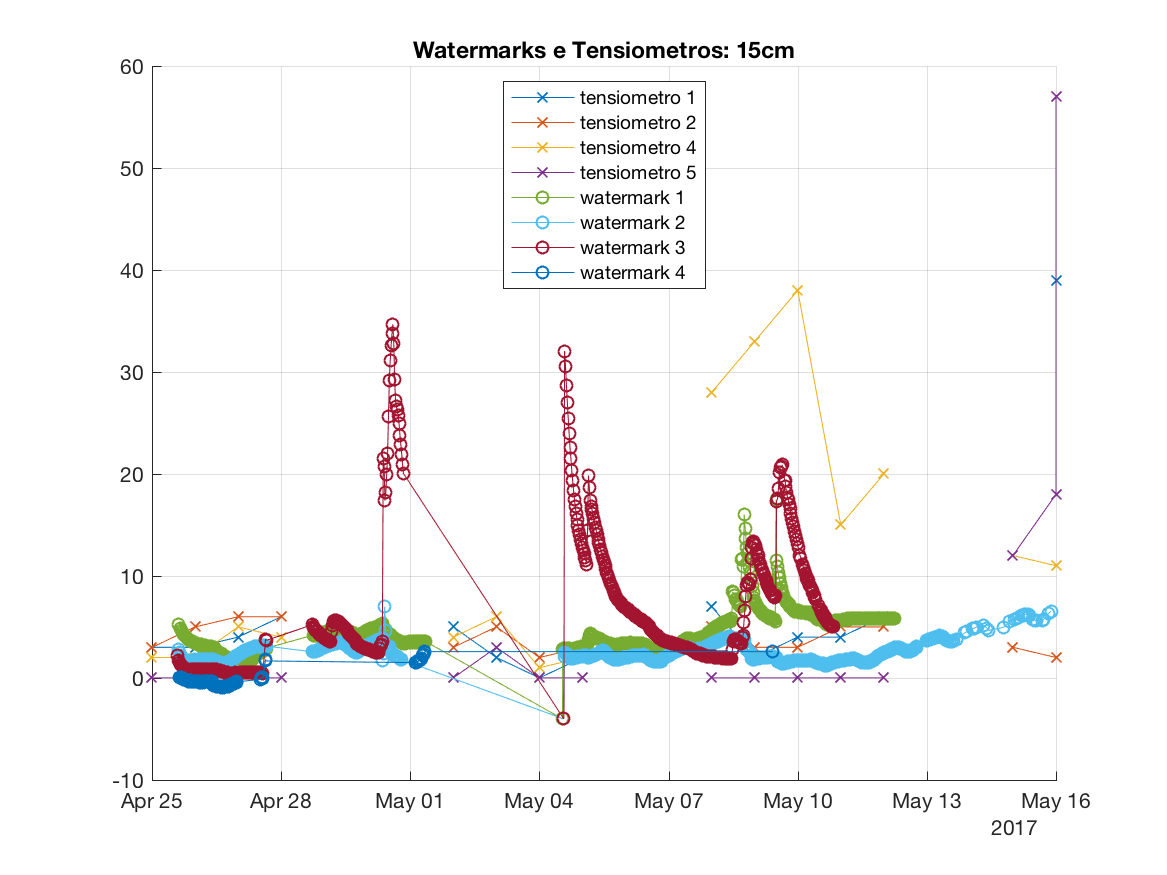 Watermarks e Tensiometros: 15cm
60
50
40
30
20
10
0
-10
tensiometro 1
tensiometro 2
tensiometro 4
tensiometro 5
watermark 1
watermark 2
watermark 3
watermark 4
Apr 25 Apr 28 May 01 May 04 May 07 May 10 May 13 May 16
2017